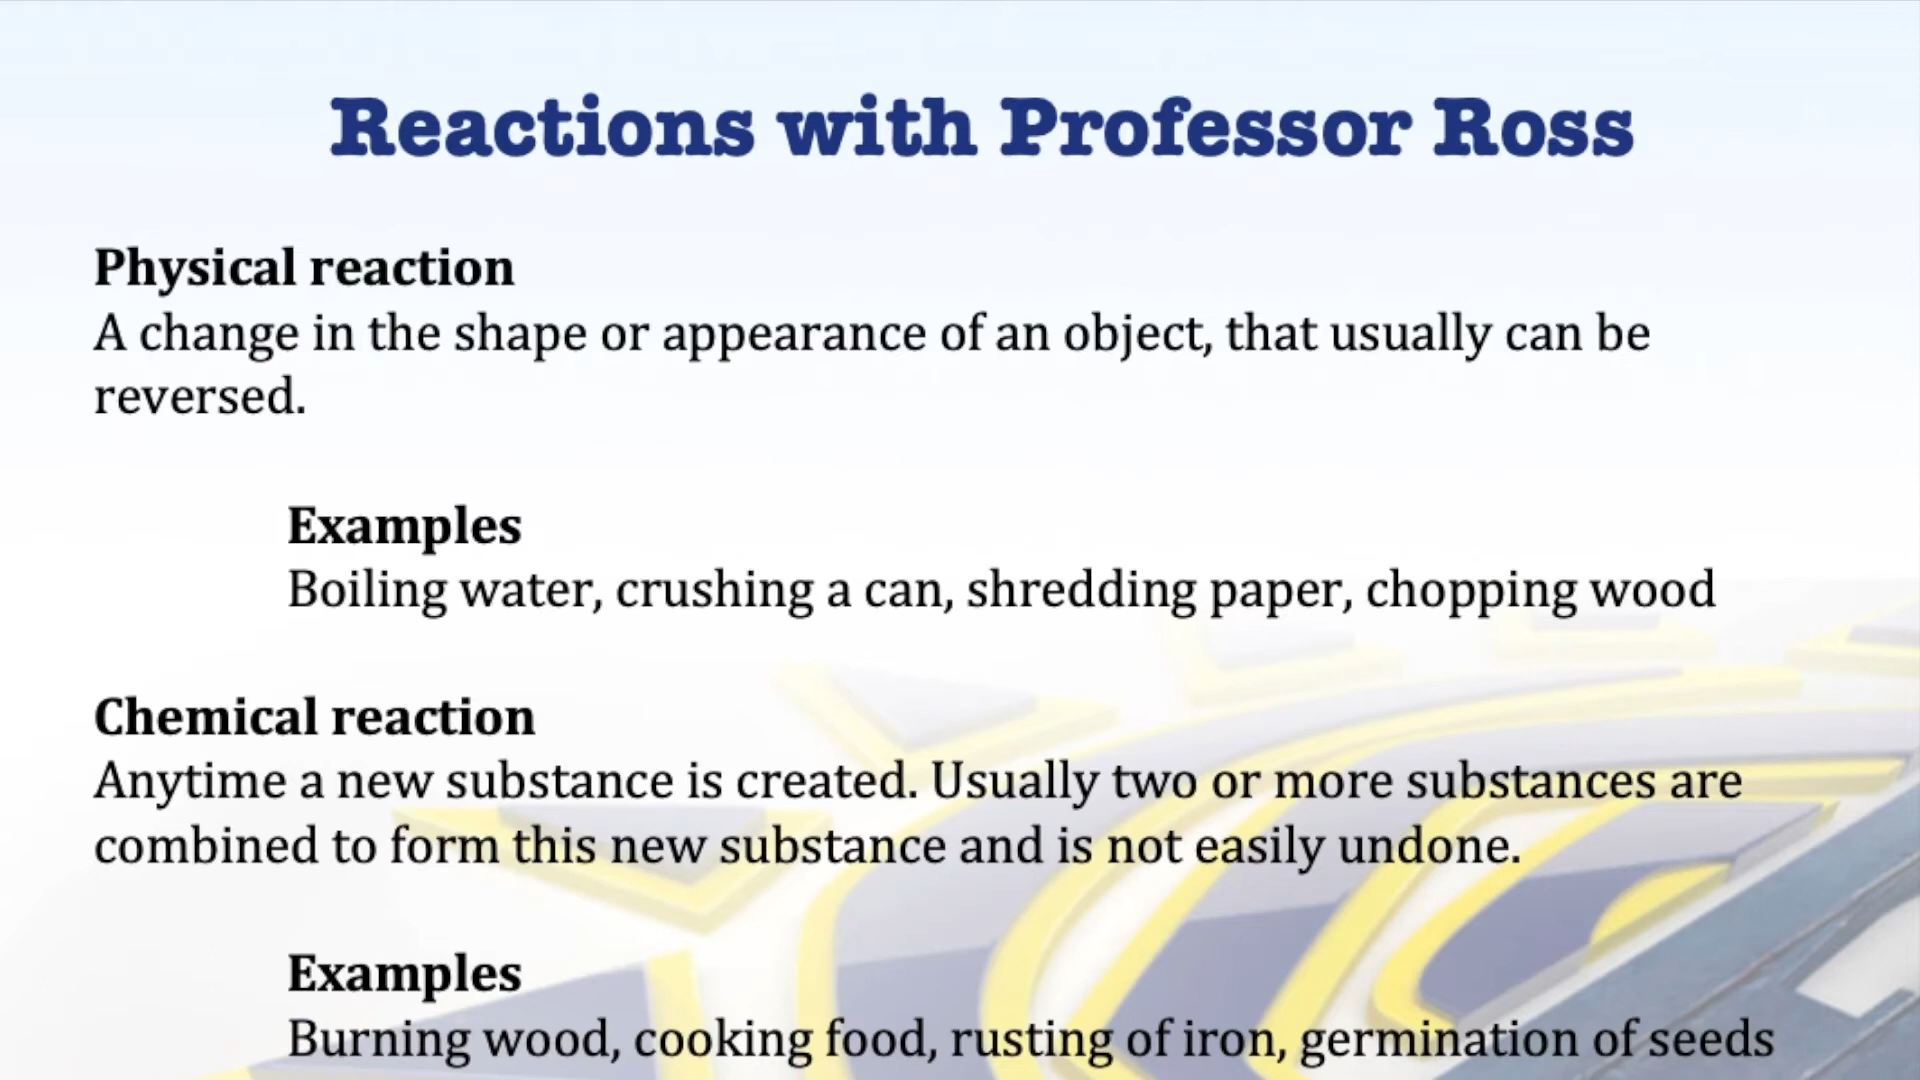 Reactions with Professor Ross
Physical reaction
A change in the shape or appearance of an object, that usually can be
reversed.
Examples
Boiling water, crushing a can, shredding paper, chopping wood
Chemical reaction
Anytime a new substance is created. Usually two or more substances are
combined to form this new substance and is not easily undone.
Examples
Burning wood, cooking food, rusting of iron, germination of seeds